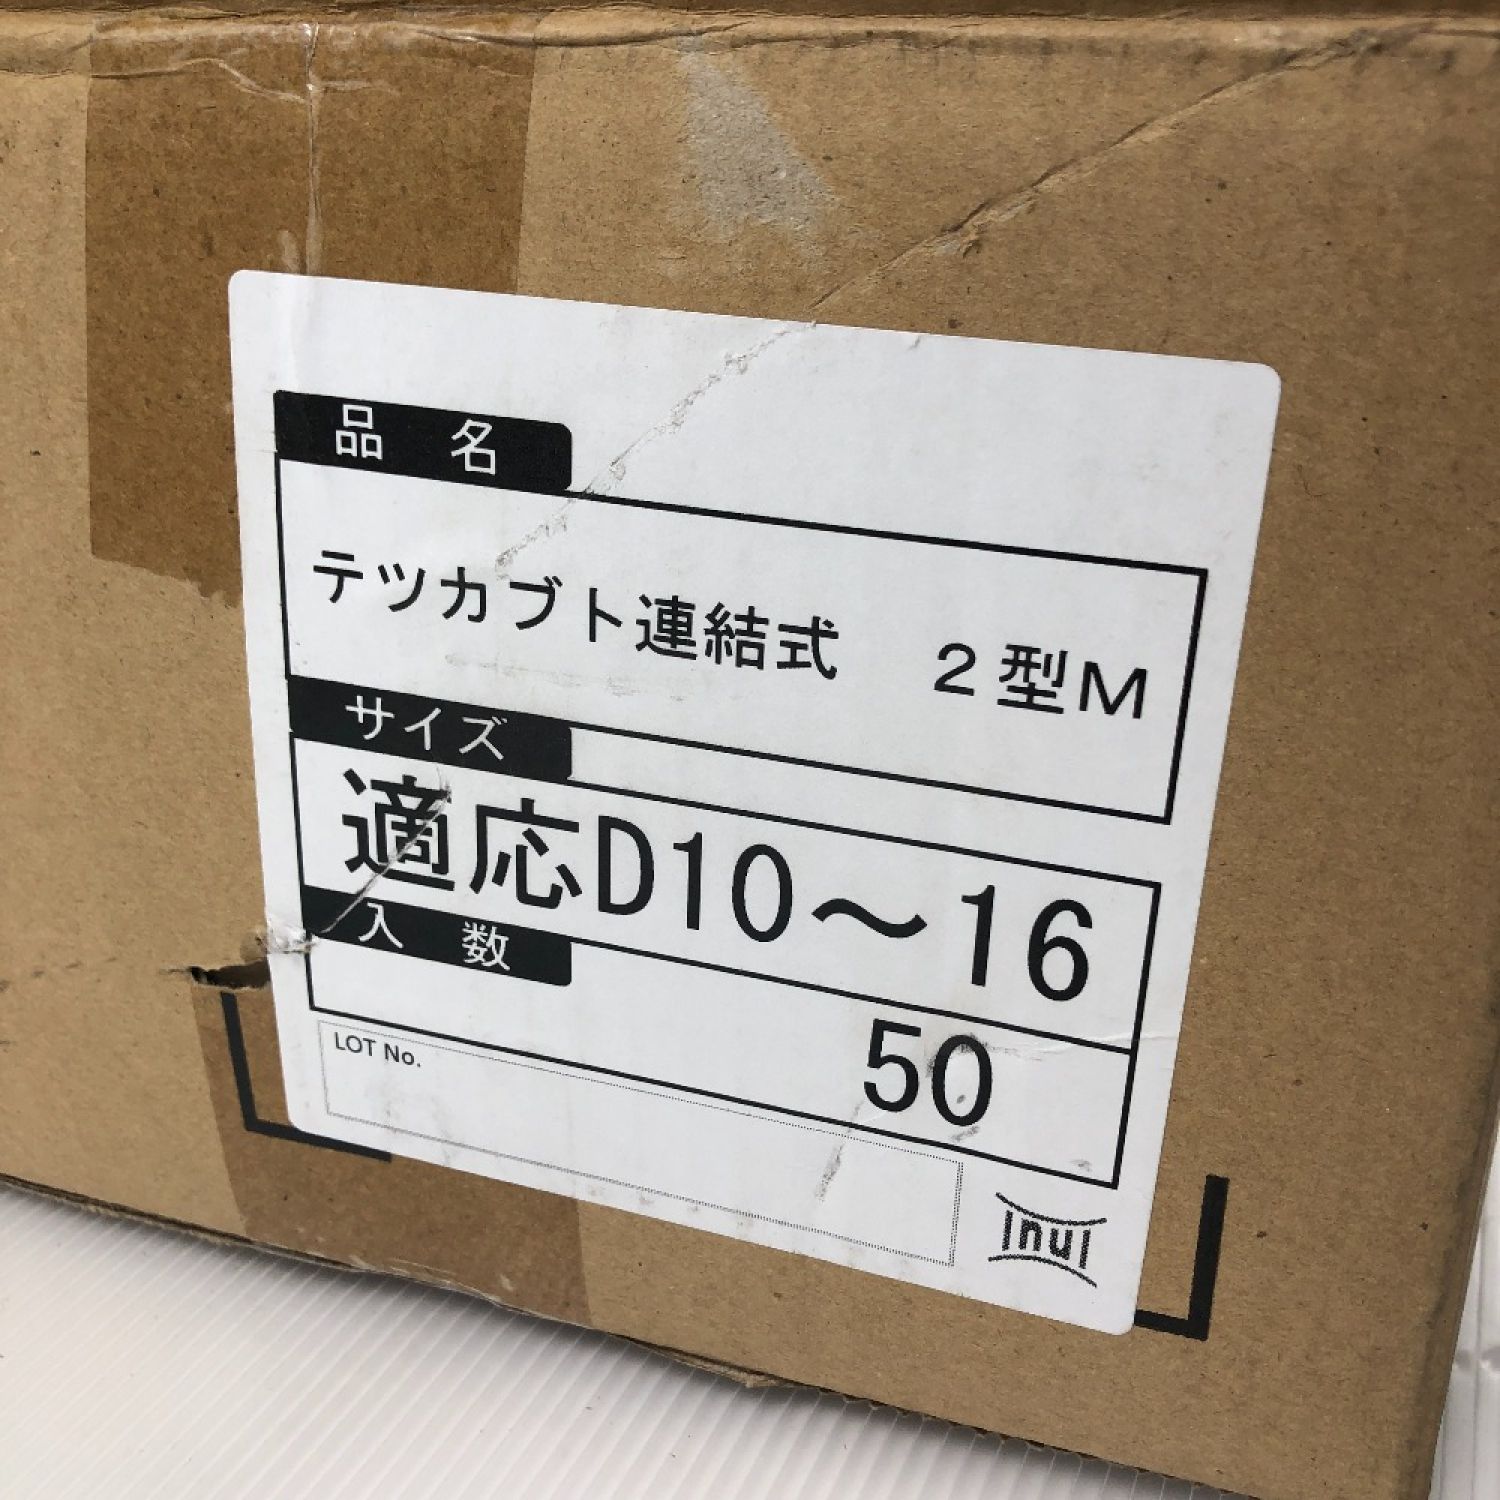 品 名
テツカブト連結式 2型M
サイズ
適応D10～16
入 数
50
LOT No.
inui